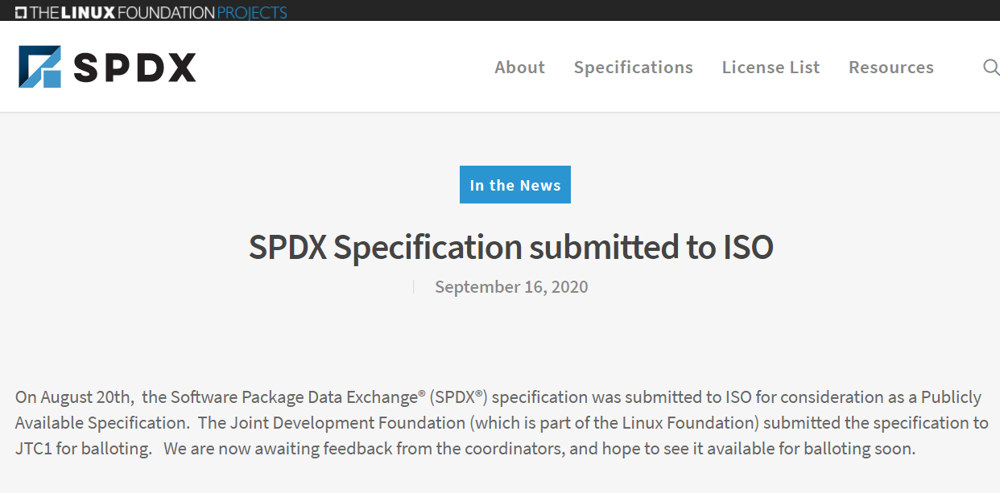 THE LINUX FOUNDATION PROJECTS
SPDX
About Specifications License List Resources
In the News
SPDX Specification submitted to ISO
September 16, 2020
On August 20th, the Software Package Data Exchange® (SPDX®) specification was submitted to ISO for consideration as a Publicly
Available Specification. The Joint Development Foundation (which is part of the Linux Foundation) submitted the specification to
JTC1 for balloting. We are now awaiting feedback from the coordinators, and hope to see it available for balloting soon.